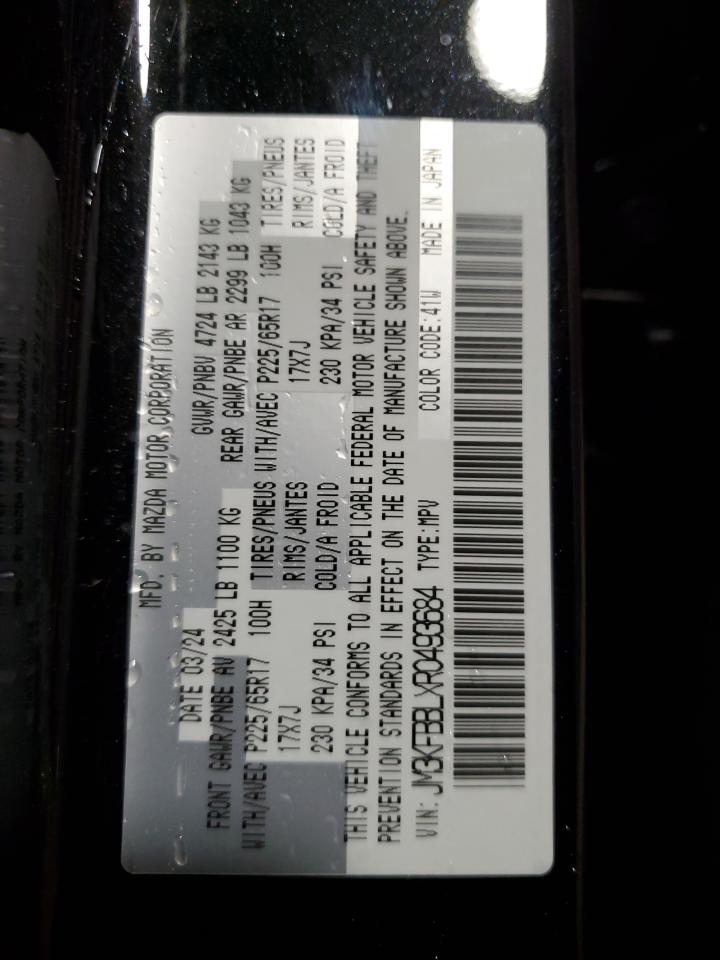 MFD. BY MAZDA MOTOR CORPORATION
DATE 03/24 GVWR/PNBV 4724 LB 2143 KG
FRONT GAWR/PNBE AV 2425 LB 1100 KG REAR GAWR/PNBE AR 2299 LB 1043 KG
WITH/AVEC P225/65R17 100H TIRES/PNEUS WITH/AVEC P225/65R17 100H TIRES/PNEUS
17X7J RIMS/JANTES 17X7J RIMS/JANTES
230 KPA/34 PSI COLD/A FROID 230 KPA/34 PSI COLD/A FROID
THIS VEHICLE CONFORMS TO ALL APPLICABLE FEDERAL MOTOR VEHICLE SAFETY AND THEFT
PREVENTION STANDARDS IN EFFECT ON THE DATE OF MANUFACTURE SHOWN ABOVE.
VIN: JM3KFBBLXR0493684 TYPE:MPV COLOR CODE:41W MADE IN JAPAN